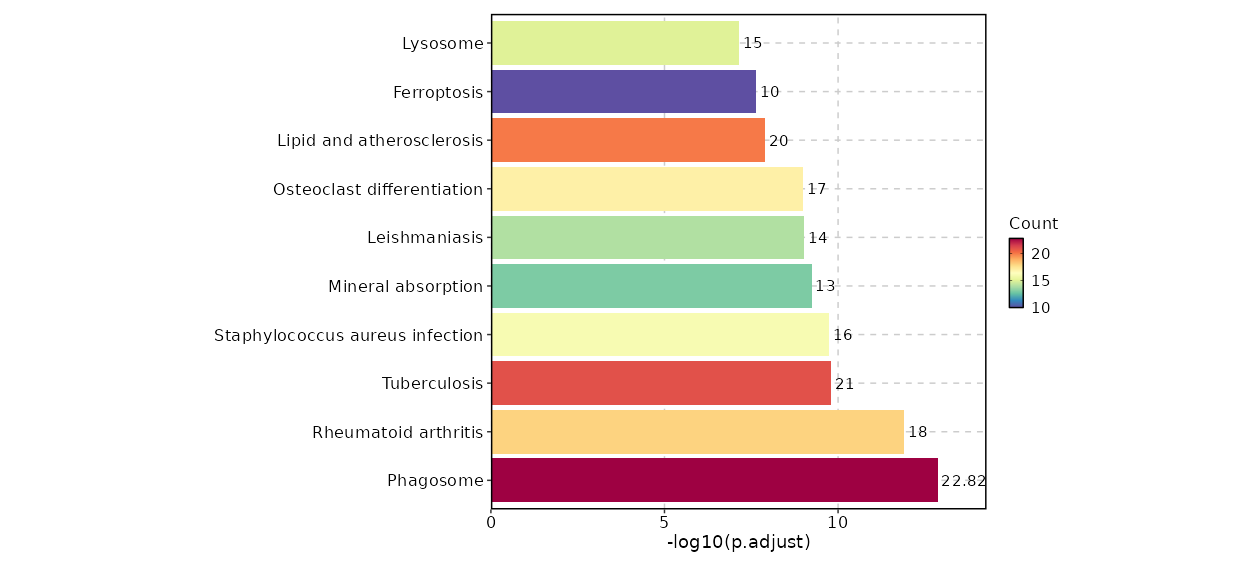 Lysosome 15
Ferroptosis 10
Lipid and atherosclerosis 20
Osteoclast differentiation 17
Leishmaniasis 14
Mineral absorption 13
Staphylococcus aureus infection 16
Tuberculosis 21
Rheumatoid arthritis 18
Phagosome 22.82
0 5 10
-log10(p.adjust)
Count
20
15
10